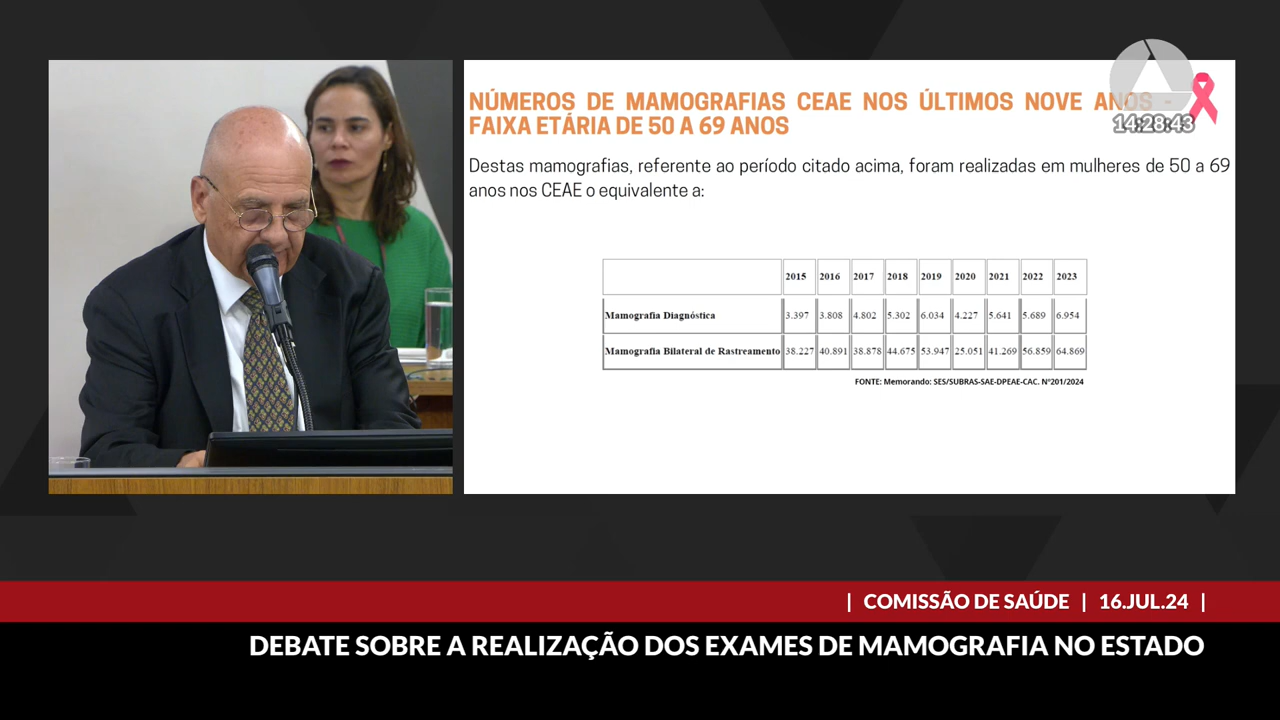 NÚMEROS DE MAMOGRAFIAS CEAE NOS ÚLTIMOS NOVE ANOS -
FAIXA ETÁRIA DE 50 A 69 ANOS
14:28:43
Destas mamografias, referente ao período citado acima, foram realizadas em mulheres de 50 a 69
anos nos CEAE o equivalente a:
2015 2016 2017 2018 2019 2020 2021 2022 2023
Mamografia Diagnóstica 3.397 3.808 4.802 5.302 6.034 4.227 5.641 5.689 6.954
Mamografia Bilateral de Rastreamento 38.227 40.891 38.878 44.675 53.947 25.051 41.269 56.859 64.869
FONTE: Memorando: SES/SUBRAS-SAE-DPEAE-CAC. Nº201/2024
| COMISSÃO DE SAÚDE | 16.JUL.24 |
DEBATE SOBRE A REALIZAÇÃO DOS EXAMES DE MAMOGRAFIA NO ESTADO